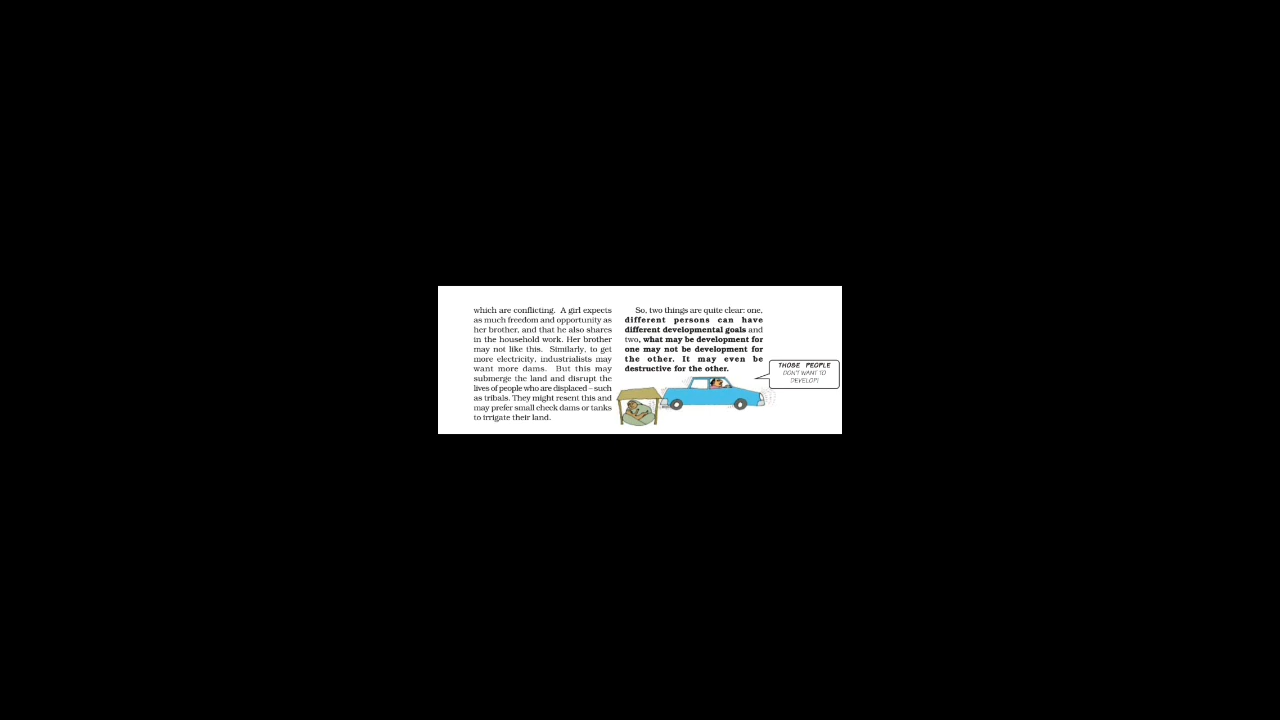 which are conflicting. A girl expects
as much freedom and opportunity as
her brother, and that he also shares
in the household work. Her brother
may not like this. Similarly, to get
more electricity, industrialists may
want more dams. But this may
submerge the land and disrupt the
lives of people who are displaced – such
as tribals. They might resent this and
may prefer small check dams or tanks
to irrigate their land.
So, two things are quite clear: one,
different persons can have
different developmental goals and
two, what may be development for
one may not be development for
the other. It may even be
destructive for the other.
THOSE PEOPLE
DON'T WANT TO
DEVELOP!